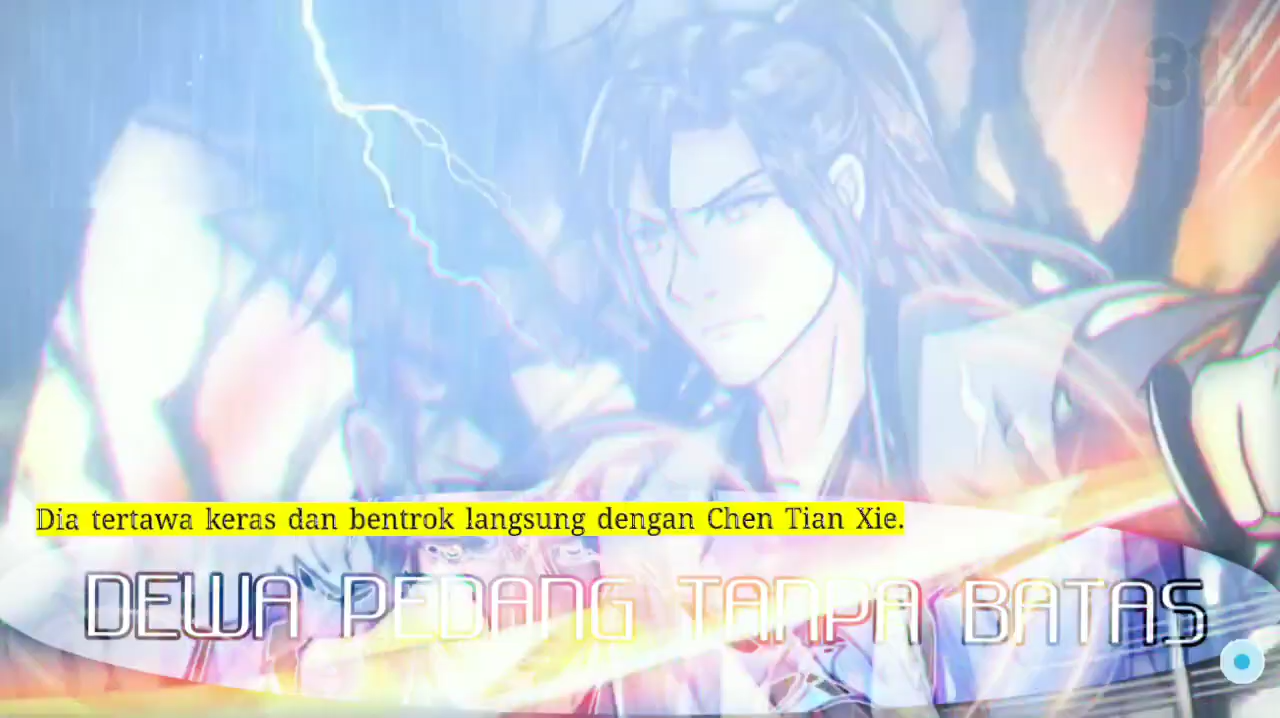 Dia tertawa keras dan bentrok langsung dengan Chen Tian Xie.
DEWA PEDANG TANPA BATAS